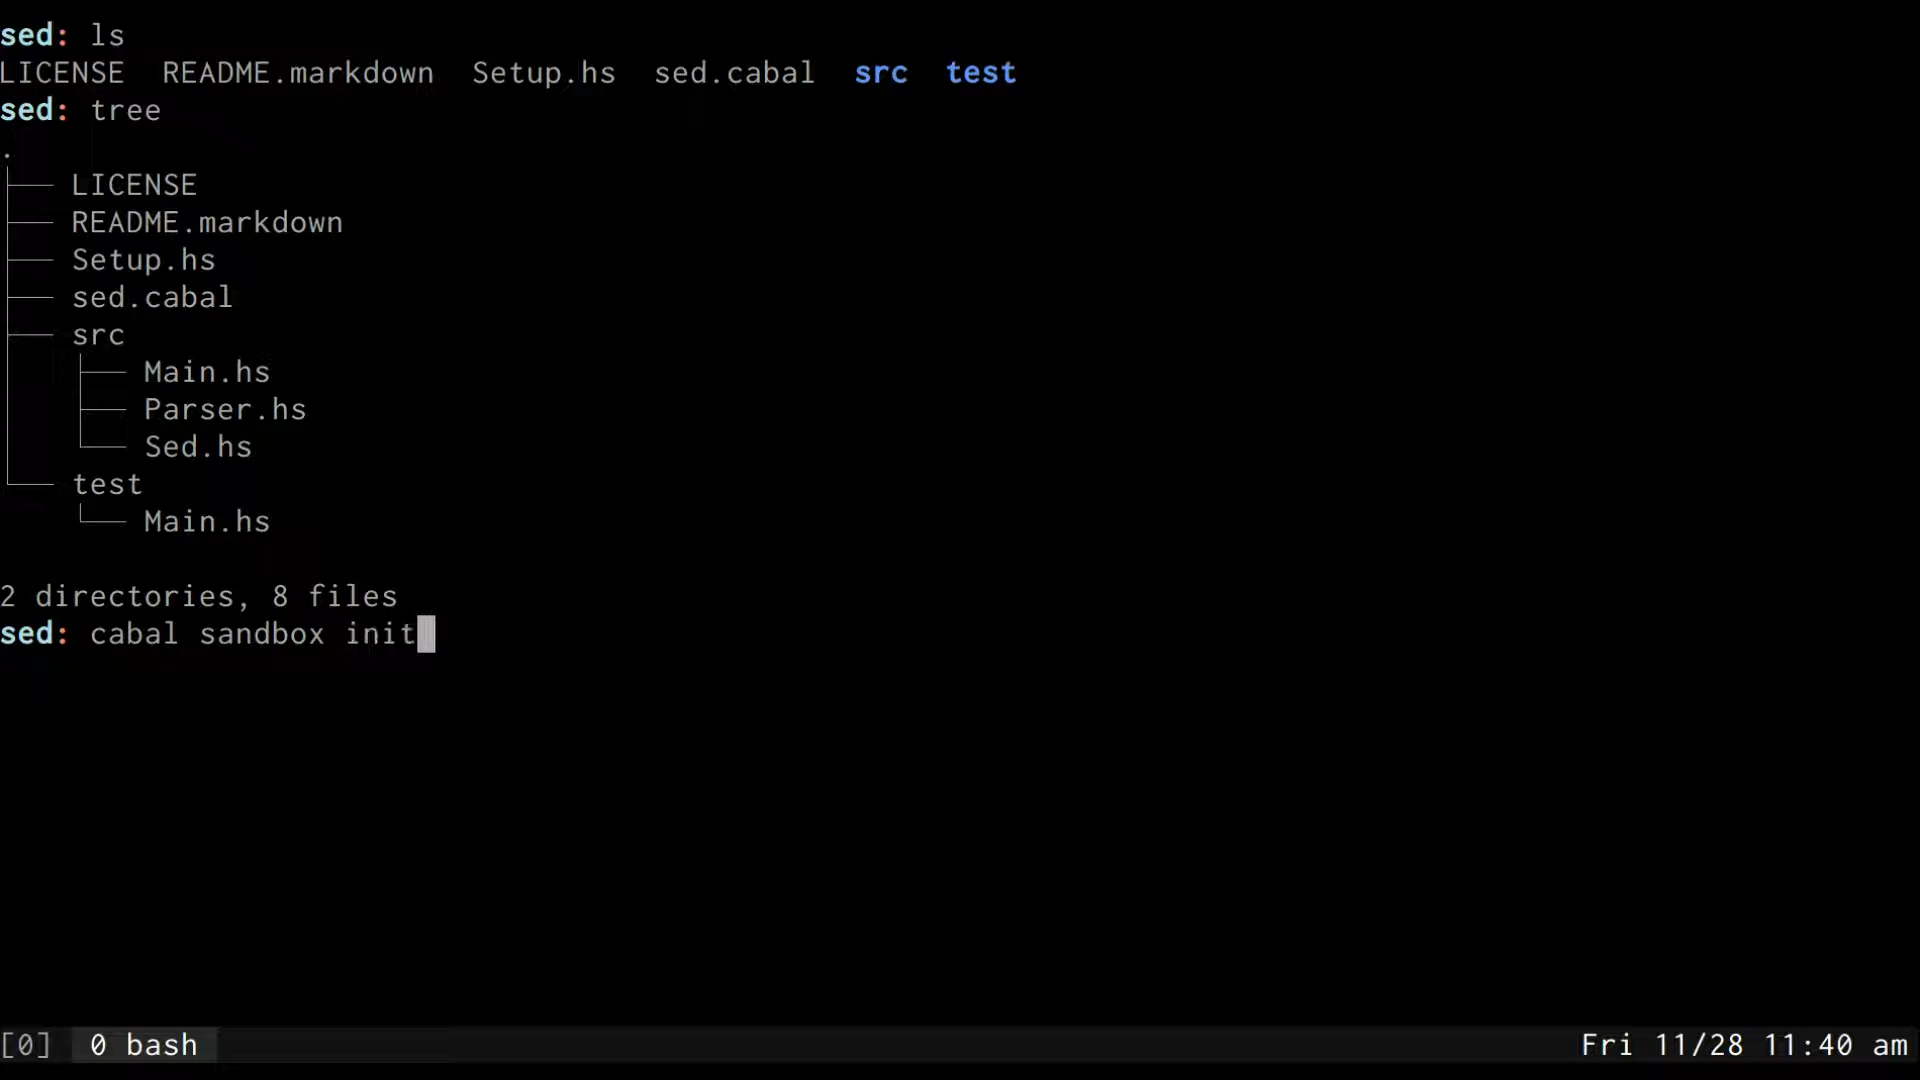 sed: ls
LICENSE  README.markdown  Setup.hs  sed.cabal  src  test
sed: tree
.
├── LICENSE
├── README.markdown
├── Setup.hs
├── sed.cabal
├── src
│   ├── Main.hs
│   ├── Parser.hs
│   └── Sed.hs
└── test
    └── Main.hs
2 directories, 8 files
sed: cabal sandbox init
[0]  0 bash  Fri 11/28 11:40 am